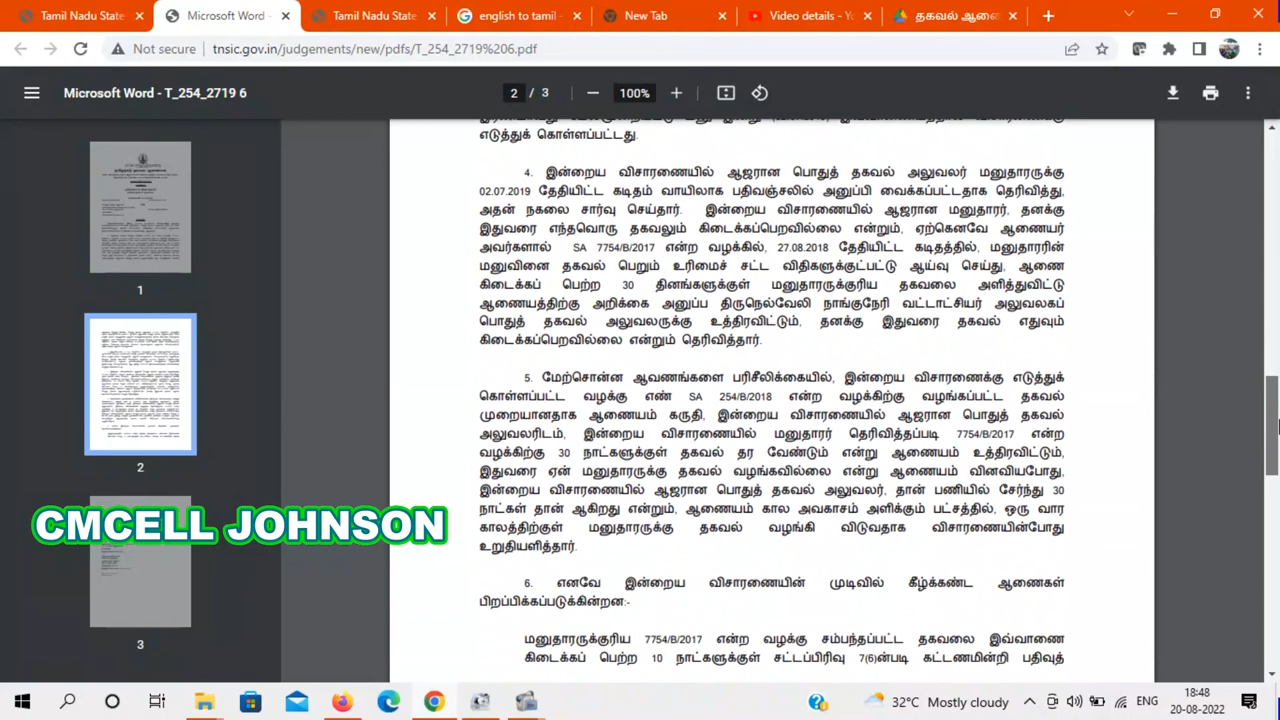 Tamil Nadu State
Microsoft Word -
Tamil Nadu State
english to tamil -
New Tab
Video details - Yo
தகவல் ஆணை
Not secure
tnsic.gov.in/judgements/new/pdfs/T_254_2719%206.pdf
Microsoft Word - T_254_2719 6
2 / 3
100%
எடுத்துக் கொள்ளப்பட்டது.
4. இன்றைய விசாரணையில் ஆஜரான பொதுத் தகவல் அலுவலர் மனுதாரருக்கு
02.07.2019 தேதியிட்ட கடிதம் வாயிலாக பதிவஞ்சலில் அனுப்பி வைக்கப்பட்டதாக தெரிவித்து,
அதன் நகலை சார்வு செய்தார். இன்றைய விசாரணையில் ஆஜரான மனுதாரர், தனக்கு
இதுவரை எந்தவொரு தகவலும் கிடைக்கப்பெறவில்லை என்றும், ஏற்கெனவே ஆணையர்
அவர்களால் SA 7754/B/2017 என்ற வழக்கில், 27.08.2018 தேதியிட்ட கடிதத்தில், மனுதாரரின்
மனுவினை தகவல் பெறும் உரிமைச் சட்ட விதிகளுக்குட்பட்டு ஆய்வு செய்து, ஆணை
கிடைக்கப் பெற்ற 30 தினங்களுக்குள் மனுதாரருக்குரிய தகவலை அளித்துவிட்டு
ஆணையத்திற்கு அறிக்கை அனுப்ப திருநெல்வேலி நாங்குநேரி வட்டாட்சியர் அலுவலகப்
பொதுத் தகவல் அலுவலருக்கு உத்திரவிட்டும், தனக்கு இதுவரை தகவல் எதுவும்
கிடைக்கப்பெறவில்லை என்றும் தெரிவித்தார்.
5. மேற்சொன்ன ஆவணங்களை பரிசீலிக்கையில், இன்றைய விசாரணைக்கு எடுத்துக்
கொள்ளப்பட்ட வழக்கு எண் SA 254/B/2018 என்ற வழக்கிற்கு வழங்கப்பட்ட தகவல்
முறையானதாக ஆணையம் கருதி, இன்றைய விசாரணையில் ஆஜரான பொதுத் தகவல்
அலுவலரிடம், இன்றைய விசாரணையில் மனுதாரர் தெரிவித்தப்படி 7754/B/2017 என்ற
வழக்கிற்கு 30 நாட்களுக்குள் தகவல் தர வேண்டும் என்று ஆணையம் உத்திரவிட்டும்,
இதுவரை ஏன் மனுதாரருக்கு தகவல் வழங்கவில்லை என்று ஆணையம் வினவியபோது,
இன்றைய விசாரணையில் ஆஜரான பொதுத் தகவல் அலுவலர், தான் பணியில் சேர்ந்து 30
நாட்கள் தான் ஆகிறது என்றும், ஆணையம் கால அவகாசம் அளிக்கும் பட்சத்தில், ஒரு வார
காலத்திற்குள் மனுதாரருக்கு தகவல் வழங்கி விடுவதாக விசாரணையின்போது
உறுதியளித்தார்.
6. எனவே இன்றைய விசாரணையின் முடிவில் கீழ்க்கண்ட ஆணைகள்
பிறப்பிக்கப்படுக்கின்றன:-
மனுதாரருக்குரிய 7754/B/2017 என்ற வழக்கு சம்பந்தப்பட்ட தகவலை இவ்வாணை
கிடைக்கப் பெற்ற 10 நாட்களுக்குள் சட்டப்பிரிவு 7(6)ன்படி கட்டணமின்றி பதிவுத்
1
2
3
CMCELL JOHNSON
32°C Mostly cloudy
ENG
18:48
20-08-2022